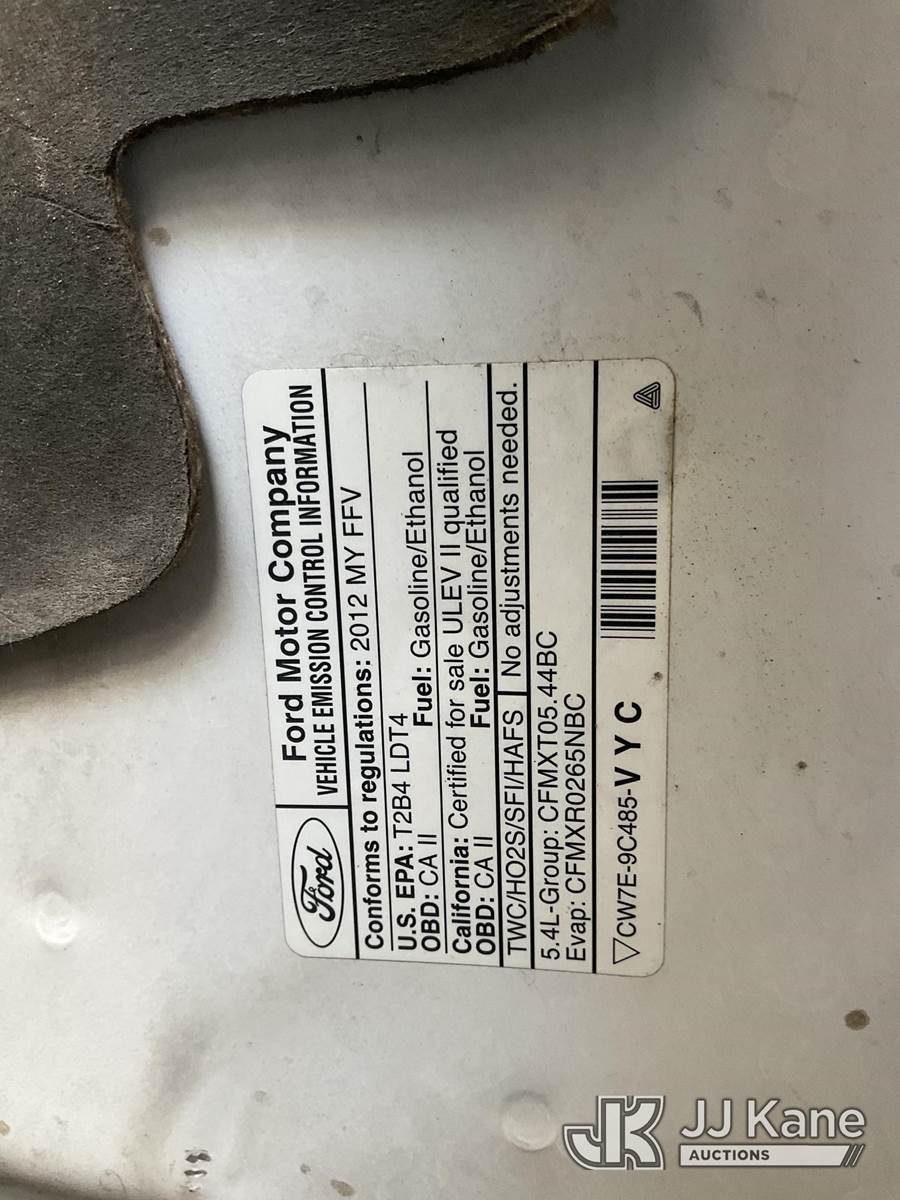 Ford
Ford Motor Company
VEHICLE EMISSION CONTROL INFORMATION
Conforms to regulations: 2012 MY FFV
U.S. EPA: T2B4 LDT4
OBD: CA II Fuel: Gasoline/Ethanol
California: Certified for sale ULEV II qualified
OBD: CA II Fuel: Gasoline/Ethanol
TWC/HO2S/SFI/HAFS No adjustments needed.
5.4L-Group: CFMXT05.44BC
Evap: CFMXR0265NBC
▽CW7E-9C485-V Y C
JK JJ Kane
AUCTIONS